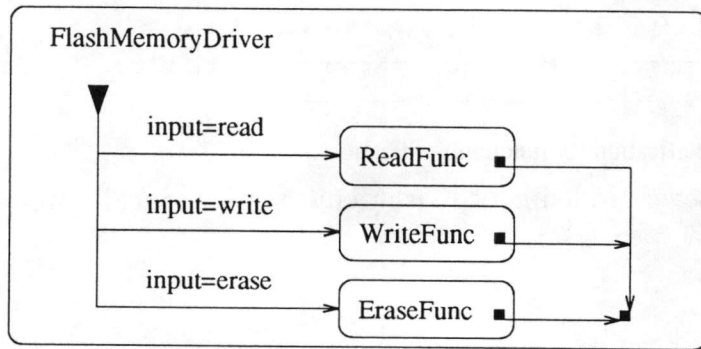 FlashMemoryDriver
input=read
ReadFunc
input=write
WriteFunc
input=erase
EraseFunc